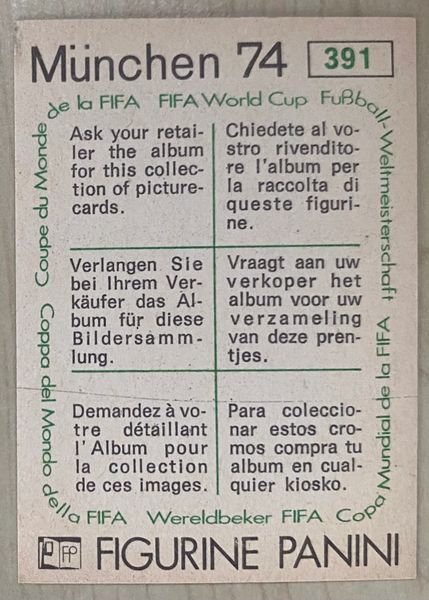 München 74 391
Coupe du Monde de la FIFA FIFA World Cup Fußball-Weltmeisterschaft
Ask your retai-
ler the album
for this collec-
tion of picture-
cards.
Chiedete al vo-
stro rivendito-
re l'album per
la raccolta di
queste figuri-
ne.
Verlangen Sie
bei Ihrem Ver-
käufer das Al-
bum für diese
Bildersamm-
lung.
Vraagt aan uw
verkoper het
album voor uw
verzameling
van deze pren-
tjes.
Demandez à vo-
tre détaillant
l'Album pour
la collection
de ces images.
Para coleccio-
nar estos cro-
mos compra tu
album en cual-
quier kiosko.
Coppa del Mondo della FIFA Wereldbeker FIFA Copa Mundial de la FIFA
FP FIGURINE PANINI